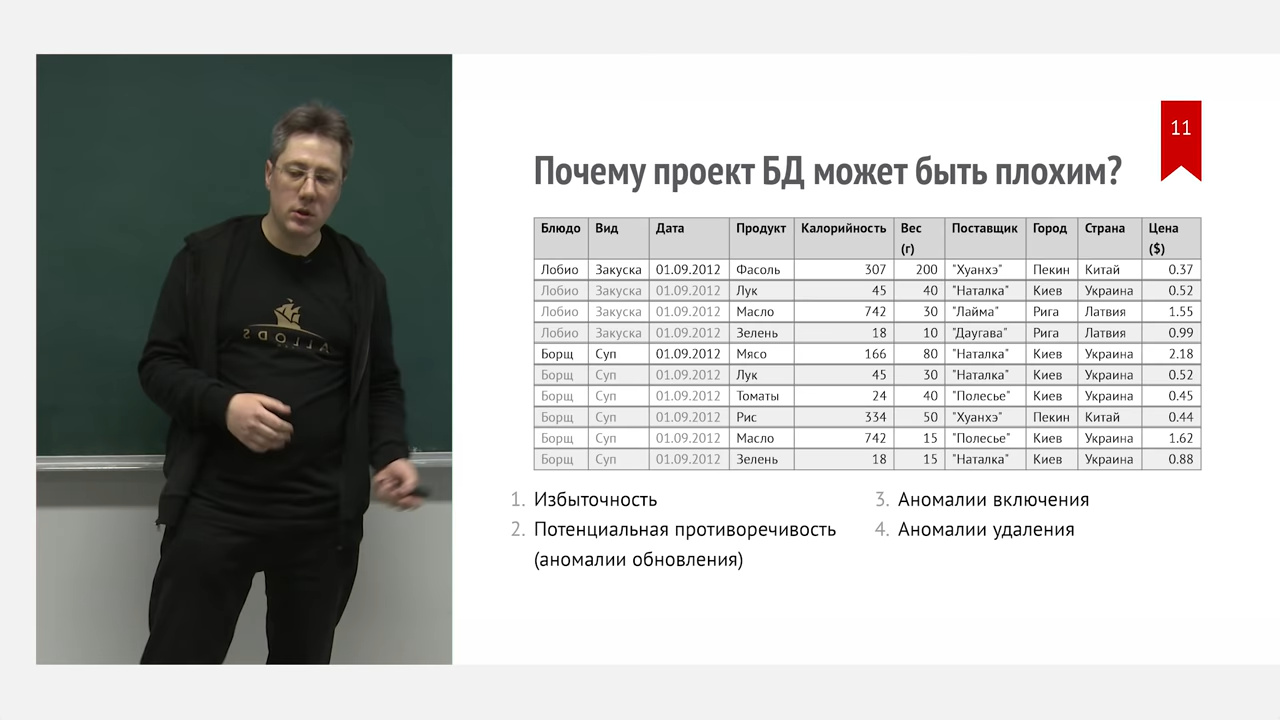 ALLODS
11
Почему проект БД может быть плохим?
Блюдо Вид Дата Продукт Калорийность Вес (г) Поставщик Город Страна Цена ($)
Лобио Закуска 01.09.2012 Фасоль 307 200 "Хуанхэ" Пекин Китай 0.37
Лобио Закуска 01.09.2012 Лук 45 40 "Наталка" Киев Украина 0.52
Лобио Закуска 01.09.2012 Масло 742 30 "Лайма" Рига Латвия 1.55
Лобио Закуска 01.09.2012 Зелень 18 10 "Даугава" Рига Латвия 0.99
Борщ Суп 01.09.2012 Мясо 166 80 "Наталка" Киев Украина 2.18
Борщ Суп 01.09.2012 Лук 45 30 "Наталка" Киев Украина 0.52
Борщ Суп 01.09.2012 Томаты 24 40 "Полесье" Киев Украина 0.45
Борщ Суп 01.09.2012 Рис 334 50 "Хуанхэ" Пекин Китай 0.44
Борщ Суп 01.09.2012 Масло 742 15 "Полесье" Киев Украина 1.62
Борщ Суп 01.09.2012 Зелень 18 15 "Наталка" Киев Украина 0.88
1. Избыточность
2. Потенциальная противоречивость
(аномалии обновления)
3. Аномалии включения
4. Аномалии удаления